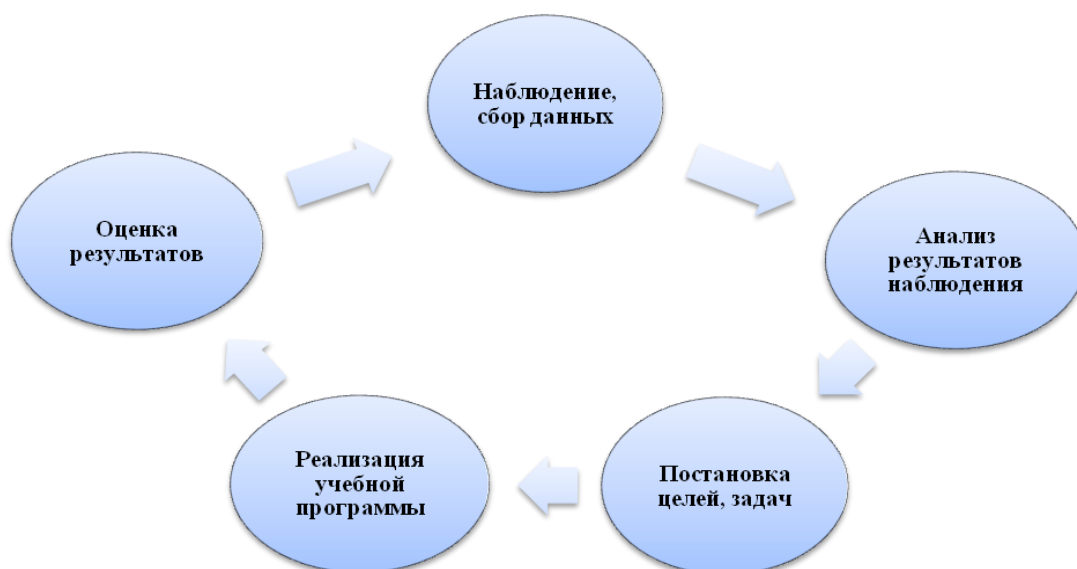 Наблюдение,
сбор данных
Анализ
результатов
наблюдения
Постановка
целей, задач
Реализация
учебной
программы
Оценка
результатов